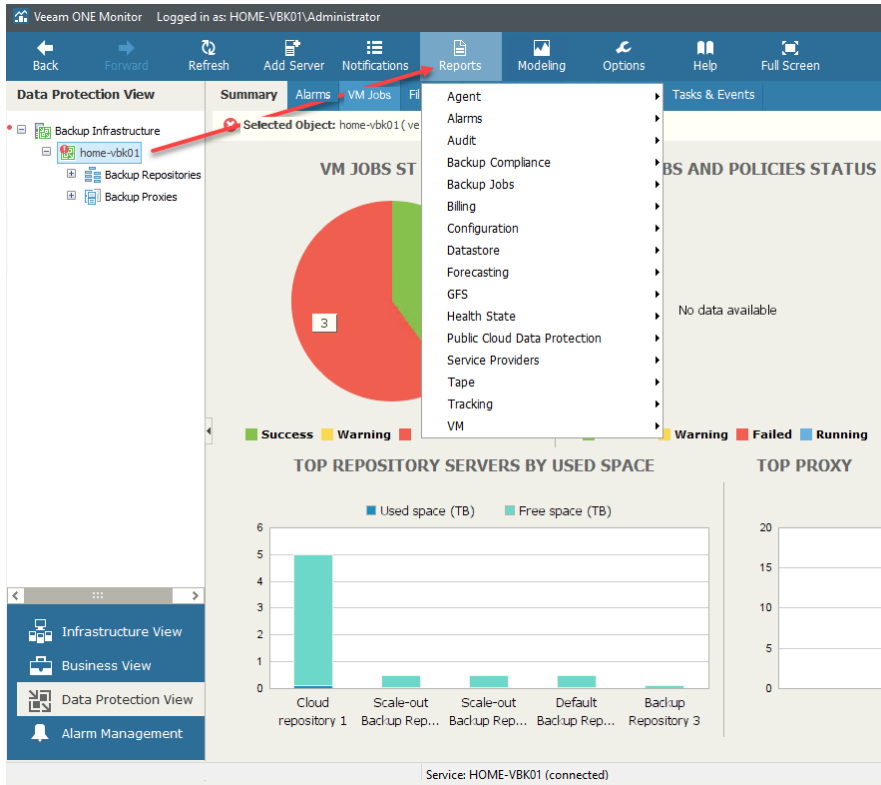 Veeam ONE Monitor Logged in as: HOME-VBK01\Administrator
Back Forward Refresh Add Server Notifications Reports Modeling Options Help Full Screen
Data Protection View
Summary Alarms VM Jobs Fil Tasks & Events
Selected Object: home-vbk01 ( ve
Backup Infrastructure
home-vbk01
Backup Repositories
Backup Proxies
Agent
Alarms
Audit
Backup Compliance
Backup Jobs
Billing
Configuration
Datastore
Forecasting
GFS
Health State
Public Cloud Data Protection
Service Providers
Tape
Tracking
VM
VM JOBS ST
3
Success Warning
BS AND POLICIES STATUS
No data available
Warning Failed Running
TOP REPOSITORY SERVERS BY USED SPACE
Used space (TB) Free space (TB)
6
5
4
3
2
1
0
Cloud repository 1
Scale-out Backup Rep...
Scale-out Backup Rep...
Default Backup Rep...
Backup Repository 3
TOP PROXY
20
15
10
5
0
Infrastructure View
Business View
Data Protection View
Alarm Management
Service: HOME-VBK01 (connected)